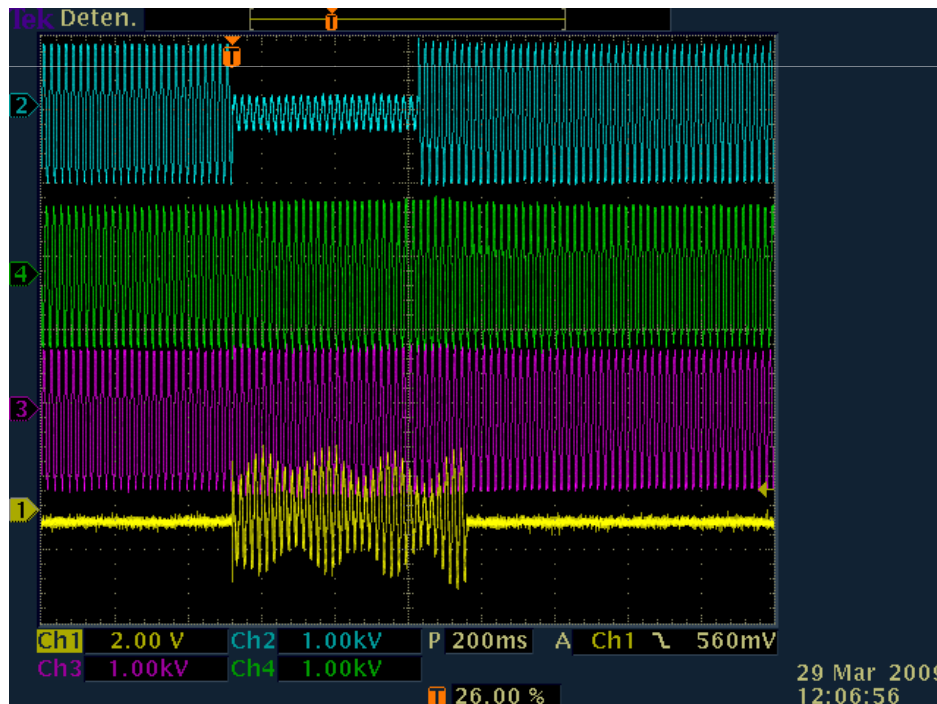 Tek Deten.
T
T
2
4
3
1
Ch1 2.00 V Ch2 1.00kV P 200ms A Ch1 560mV
Ch3 1.00kV Ch4 1.00kV
T 26.00 %
29 Mar 2009
12:06:56